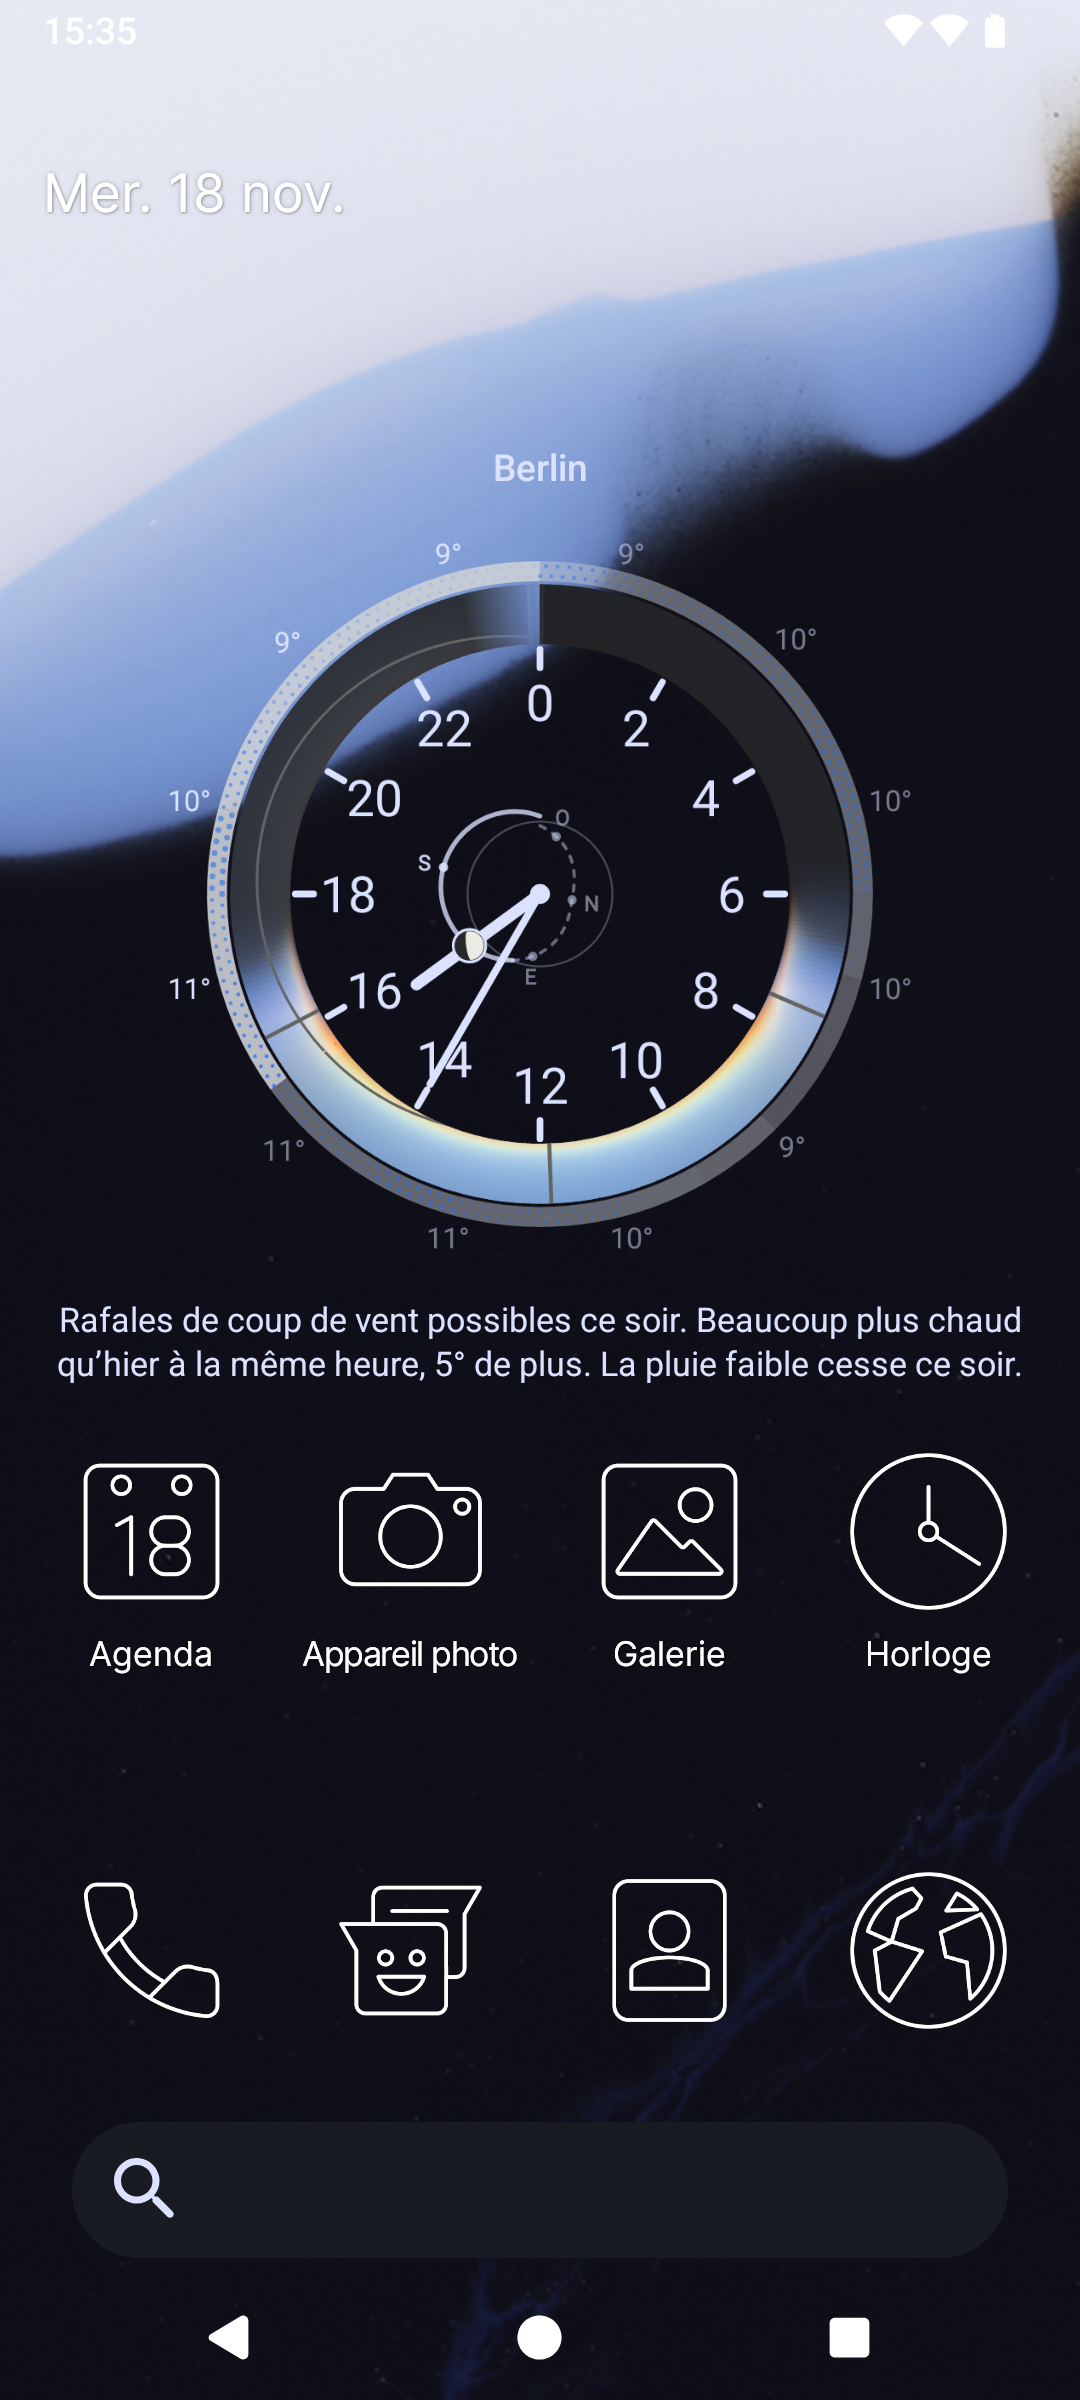 15:35
Mer. 18 nov.
Berlin
9° 9°
9° 10°
10° 10°
11° 10°
11° 9°
11° 10°
0
22 2
20 4
18 6
16 8
14 10
12
O
S
N
E
Rafales de coup de vent possibles ce soir. Beaucoup plus chaud
qu’hier à la même heure, 5° de plus. La pluie faible cesse ce soir.
18
Agenda Appareil photo Galerie Horloge